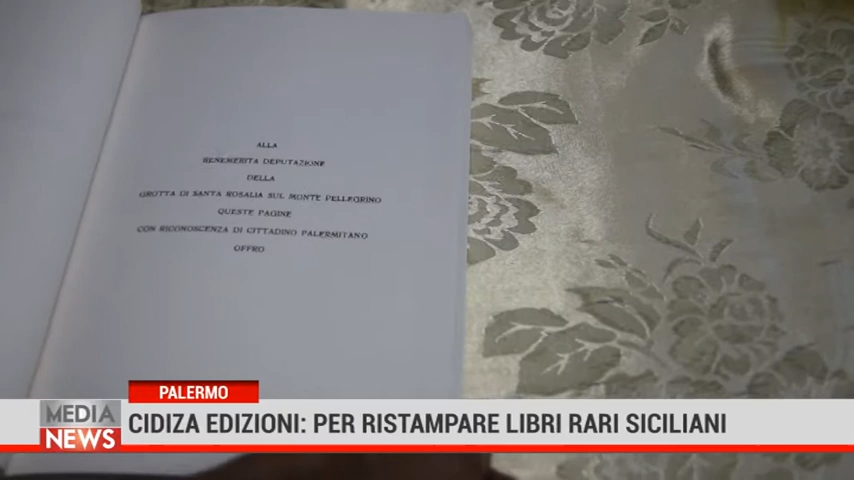 ALLA
BENEMERITA DEPUTAZIONE
DELLA
GROTTA DI SANTA ROSALIA SUL MONTE PELLEGRINO
QUESTE PAGINE
CON RICONOSCENZA DI CITTADINO PALERMITANO
OFFRO
PALERMO
MEDIA
NEWS
CIDIZA EDIZIONI: PER RISTAMPARE LIBRI RARI SICILIANI